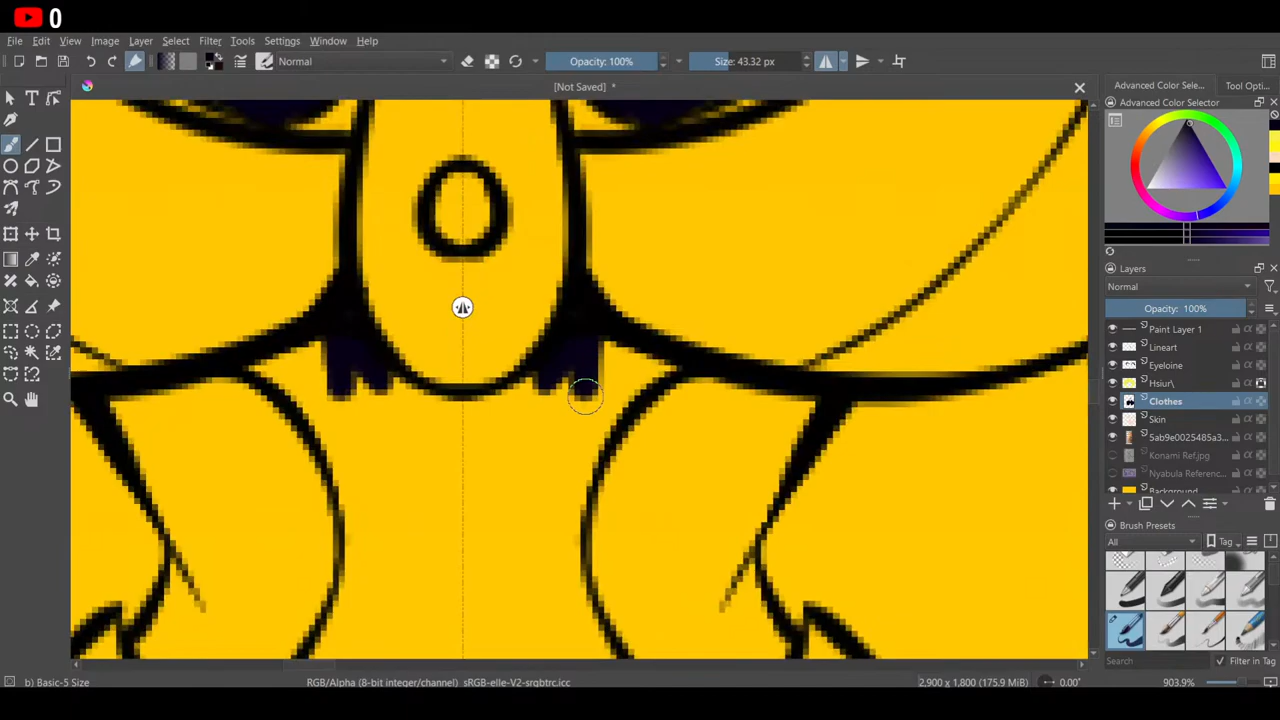 0
File Edit View Image Layer Select Filter Tools Settings Window Help
Normal Opacity: 100% Size: 43.32 px
[Not Saved] *
Advanced Color Sele... Tool Opti...
Advanced Color Selector
Layers
Normal
Opacity: 100%
Paint Layer 1
Lineart
Eyeloine
Hsiur\
Clothes
Skin
5ab9e0025485a3...
Konami Ref.jpg
Nyabula Referenc...
Background
Brush Presets
All Tag
Search Filter in Tag
b) Basic-5 Size RGB/Alpha (8-bit integer/channel) sRGB-elle-V2-srgbtrc.icc 2,900 x 1,800 (175.9 MiB) 0.00° 903.9%